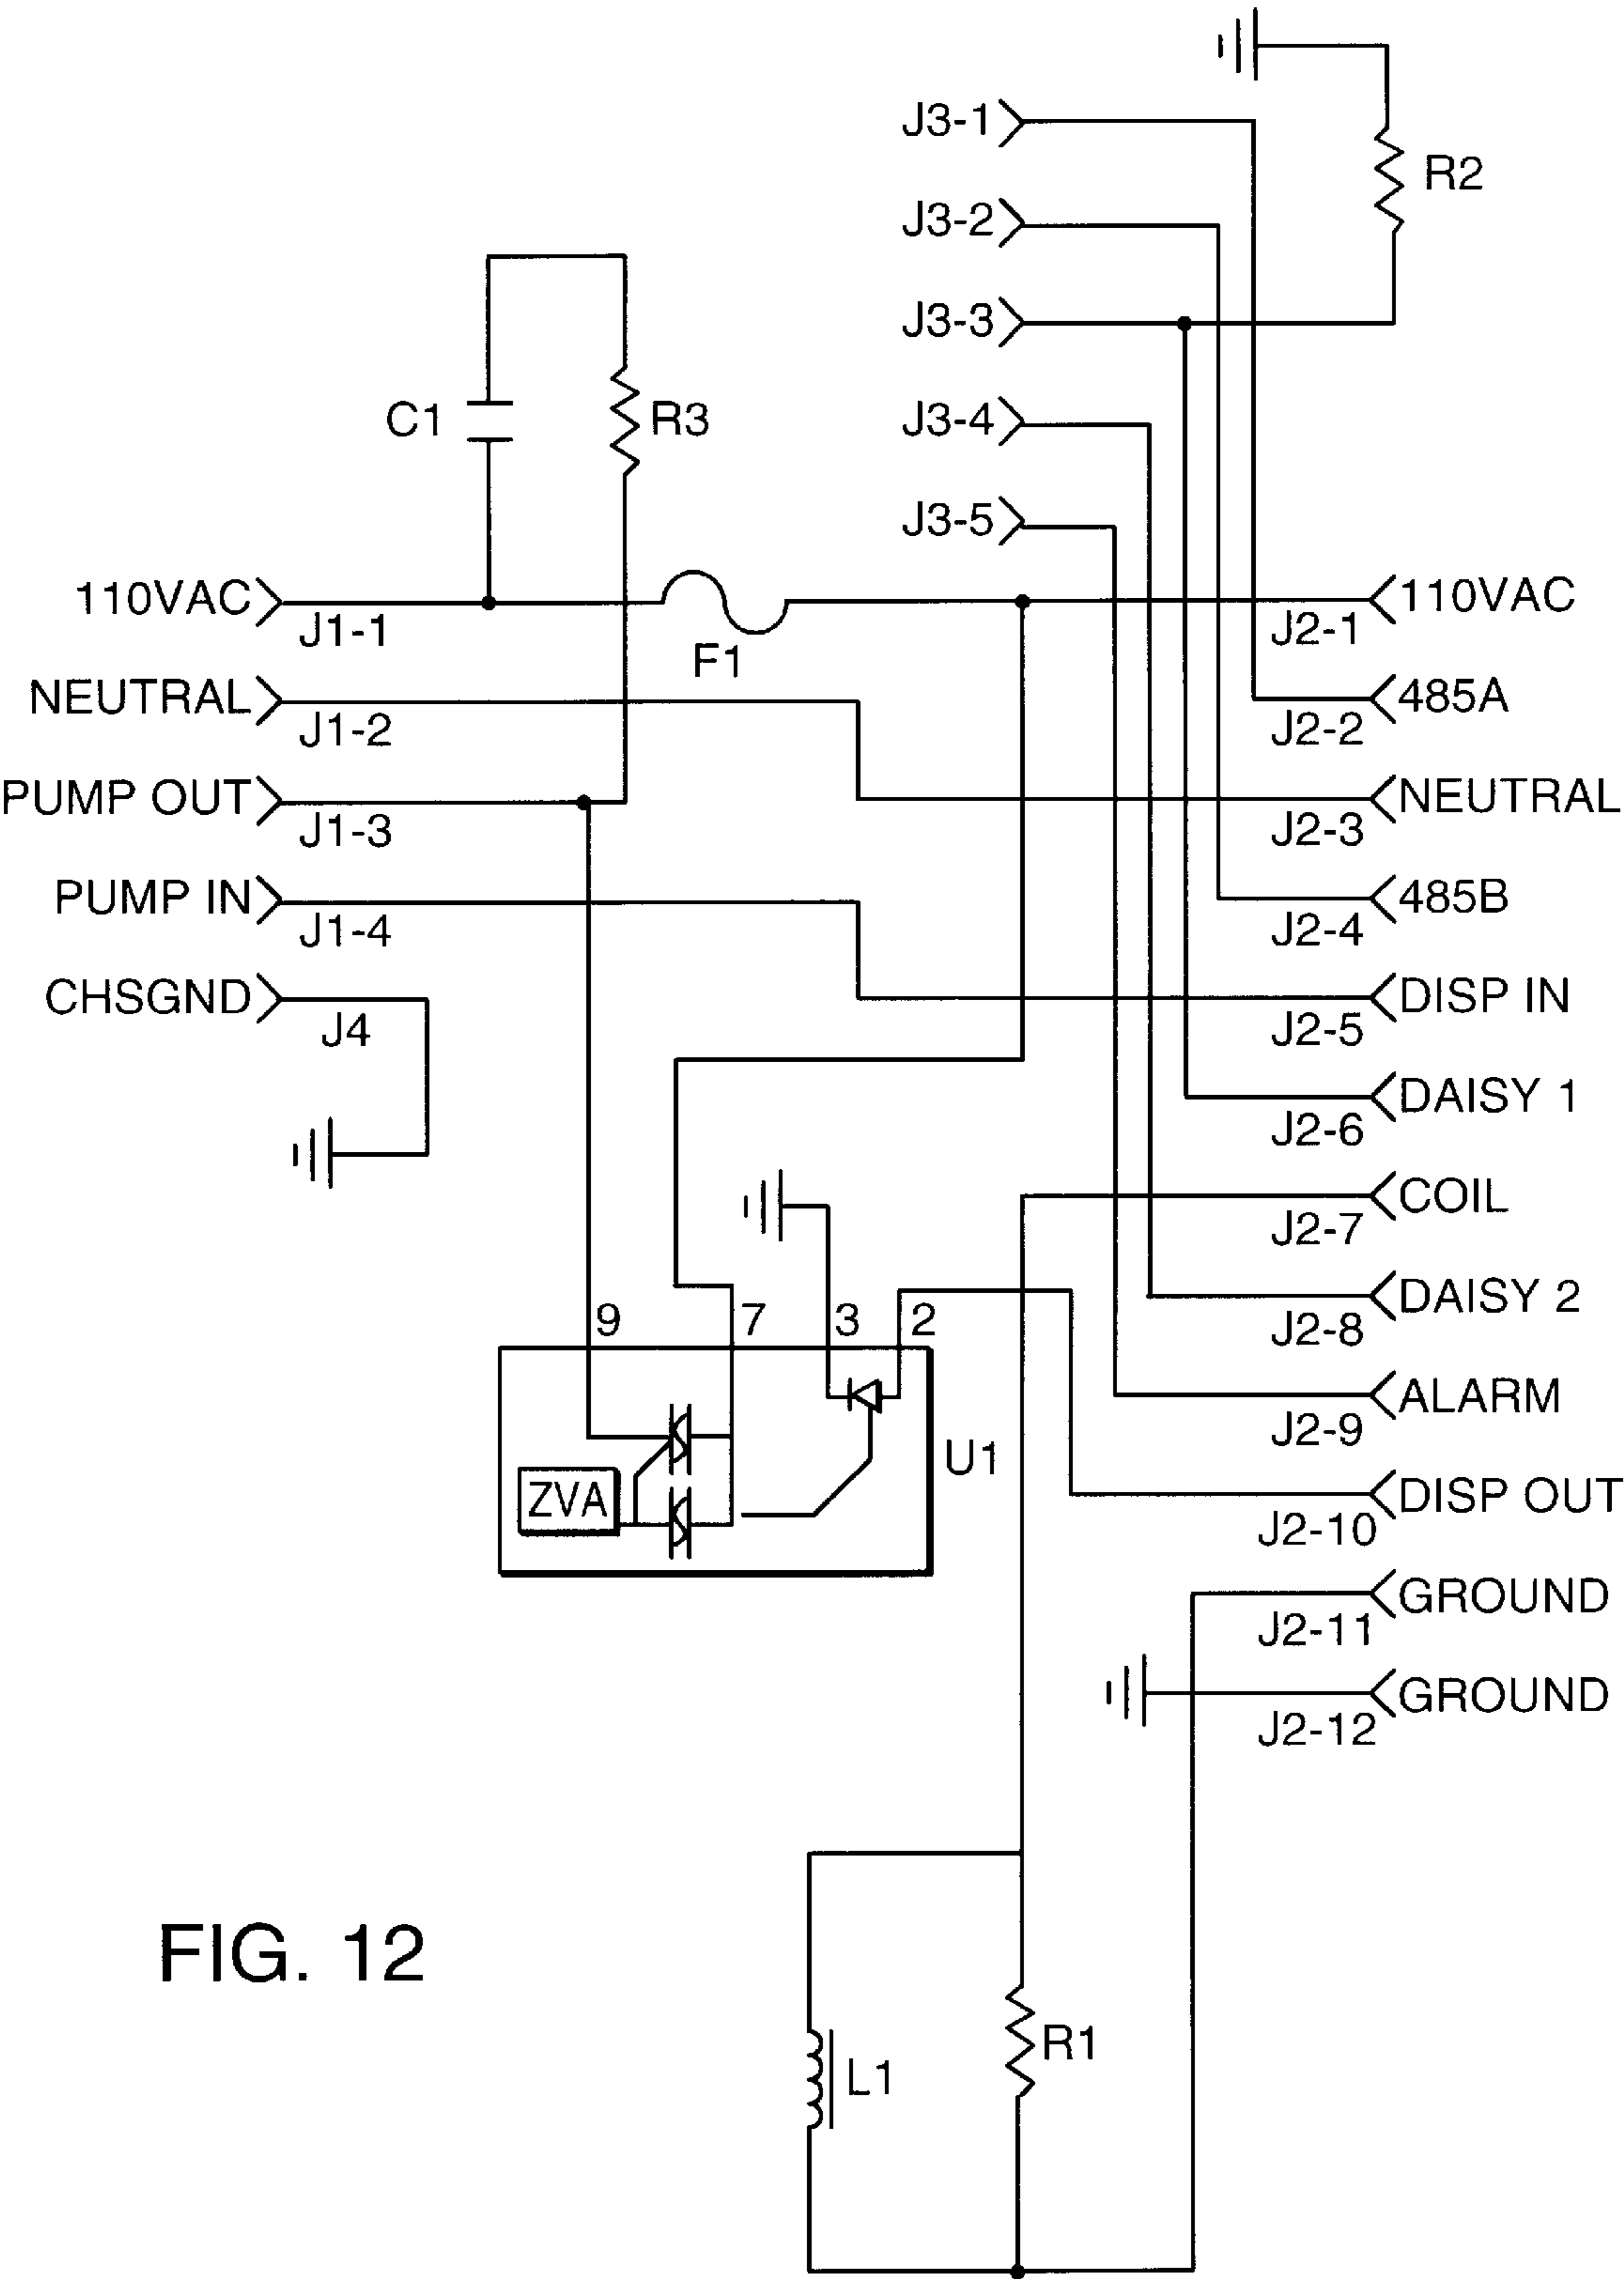 J3-1
R2
J3-2
J3-3
C1
R3
J3-4
J3-5
110VAC
J1-1
F1
110VAC
J2-1
NEUTRAL
J1-2
485A
J2-2
PUMP OUT
J1-3
NEUTRAL
J2-3
PUMP IN
J1-4
485B
J2-4
CHSGND
J4
DISP IN
J2-5
DAISY 1
J2-6
COIL
J2-7
9
7
3
2
DAISY 2
J2-8
ALARM
J2-9
U1
ZVA
DISP OUT
J2-10
GROUND
J2-11
GROUND
J2-12
FIG. 12
L1
R1